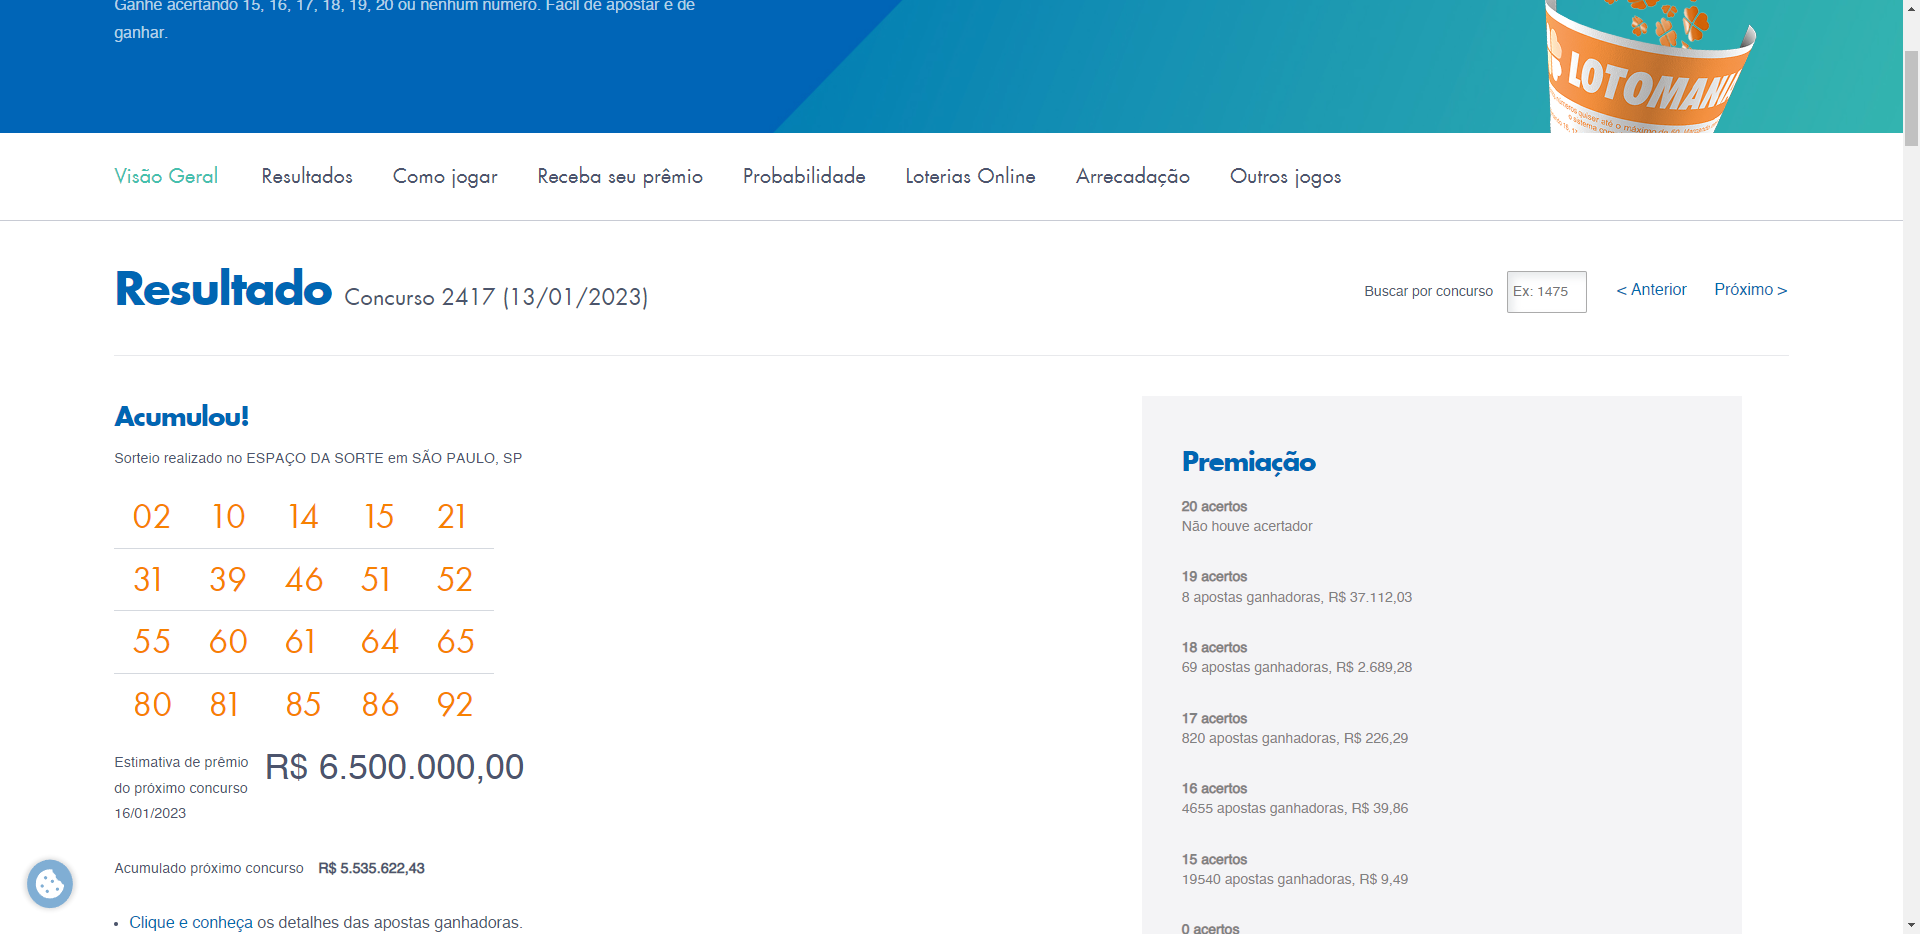 Ganhe acertando 15, 16, 17, 18, 19, 20 ou nenhum número. Fácil de apostar e de
ganhar.
LOTOMANIA
Visão Geral Resultados Como jogar Receba seu prêmio Probabilidade Loterias Online Arrecadação Outros jogos
Resultado Concurso 2417 (13/01/2023)
Buscar por concurso Ex: 1475 < Anterior Próximo >
Acumulou!
Sorteio realizado no ESPAÇO DA SORTE em SÃO PAULO, SP
02 10 14 15 21
31 39 46 51 52
55 60 61 64 65
80 81 85 86 92
Estimativa de prêmio
do próximo concurso
16/01/2023
R$ 6.500.000,00
Acumulado próximo concurso R$ 5.535.622,43
• Clique e conheça os detalhes das apostas ganhadoras.
Premiação
20 acertos
Não houve acertador
19 acertos
8 apostas ganhadoras, R$ 37.112,03
18 acertos
69 apostas ganhadoras, R$ 2.689,28
17 acertos
820 apostas ganhadoras, R$ 226,29
16 acertos
4655 apostas ganhadoras, R$ 39,86
15 acertos
19540 apostas ganhadoras, R$ 9,49
0 acertos